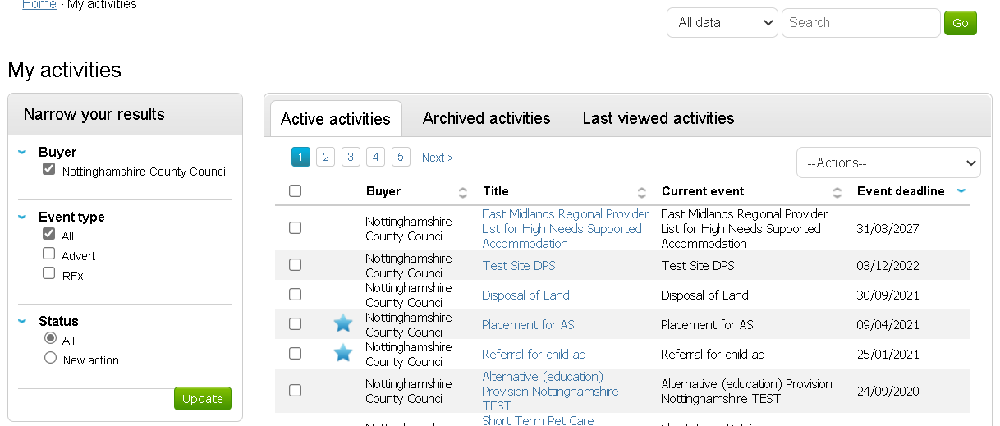 Home › My activities
All data Search Go
My activities
Narrow your results
Buyer
Nottinghamshire County Council
Event type
All
Advert
RFx
Status
All
New action
Update
Active activities Archived activities Last viewed activities
1 2 3 4 5 Next >
--Actions--
Buyer Title Current event Event deadline
Nottinghamshire
County Council
East Midlands Regional Provider
List for High Needs Supported
Accommodation
East Midlands Regional Provider
List for High Needs Supported
Accommodation
31/03/2027
Nottinghamshire
County Council
Test Site DPS
Test Site DPS
03/12/2022
Nottinghamshire
County Council
Disposal of Land
Disposal of Land
30/09/2021
Nottinghamshire
County Council
Placement for AS
Placement for AS
09/04/2021
Nottinghamshire
County Council
Referral for child ab
Referral for child ab
25/01/2021
Nottinghamshire
County Council
Alternative (education)
Provision Nottinghamshire
TEST
Alternative (education) Provision
Nottinghamshire TEST
24/09/2020
Nottinghamshire
Short Term Pet Care
Short Term Pet Care